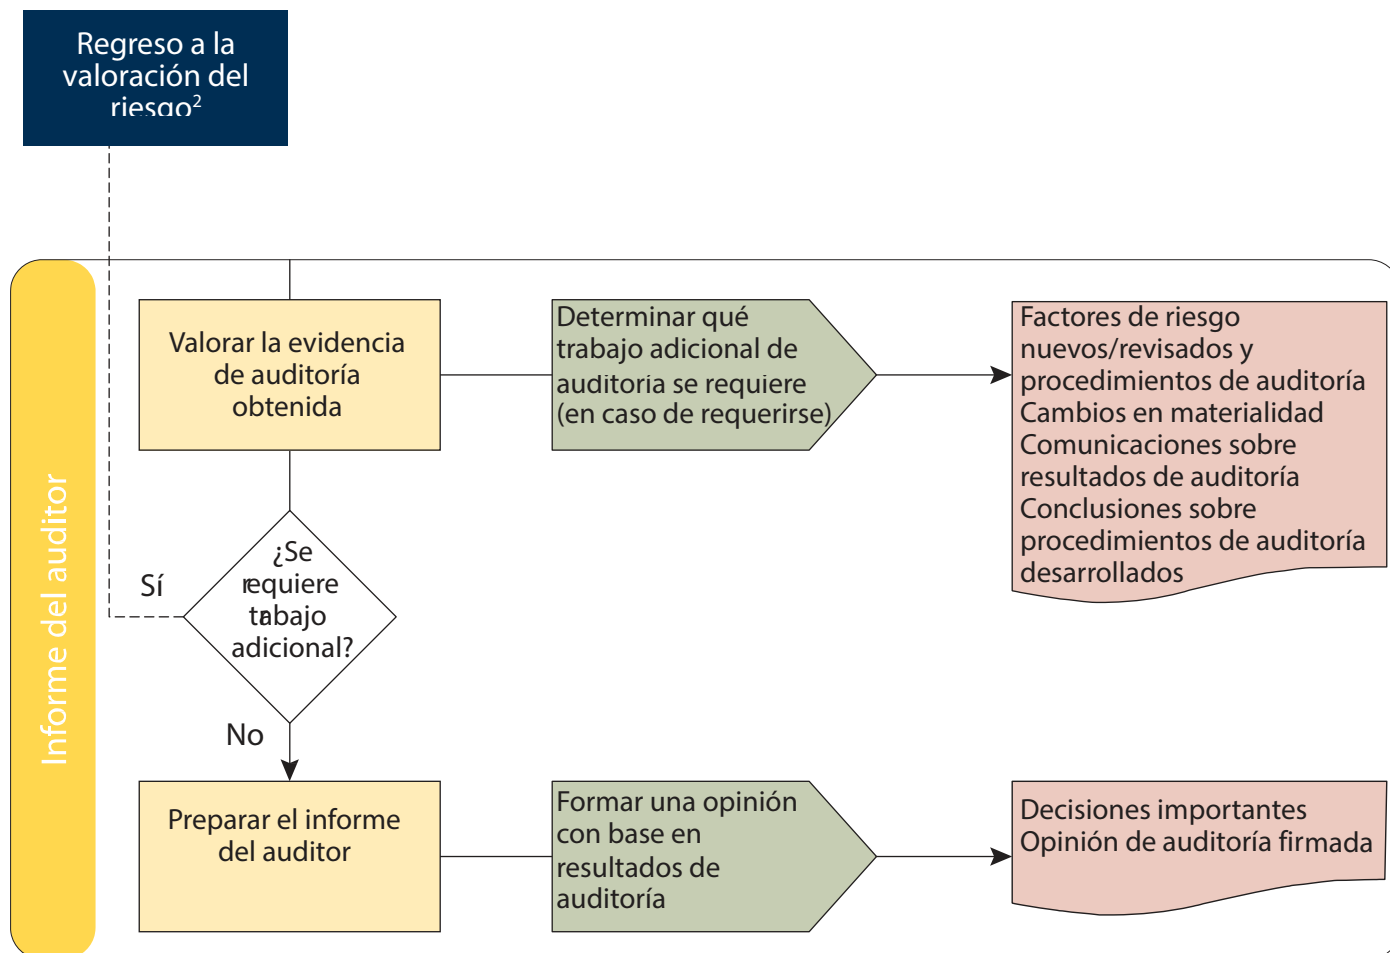 Regreso a la
valoración del
riesgo²
Informe del auditor
Valorar la evidencia
de auditoría
obtenida
Determinar qué
trabajo adicional de
auditoría se requiere
(en caso de requerirse)
Factores de riesgo
nuevos/revisados y
procedimientos de auditoría
Cambios en materialidad
Comunicaciones sobre
resultados de auditoría
Conclusiones sobre
procedimientos de auditoría
desarrollados
¿Se
requiere
trabajo
adicional?
Sí
No
Preparar el informe
del auditor
Formar una opinión
con base en
resultados de
auditoría
Decisiones importantes
Opinión de auditoría firmada